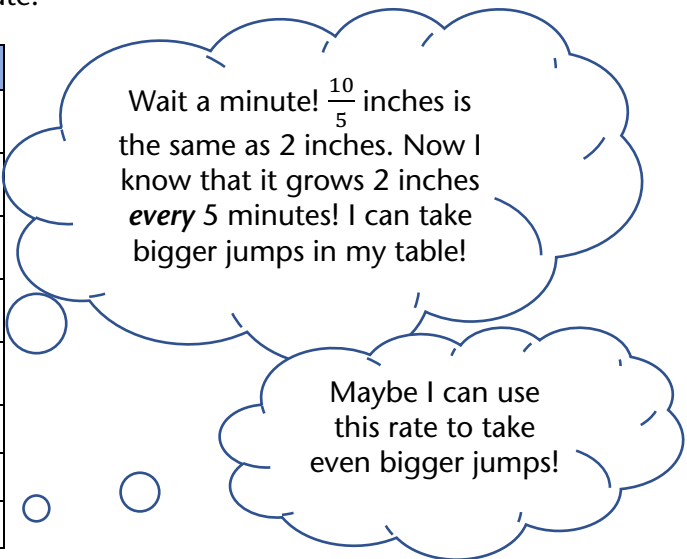 Wait a minute! 10/5 inches is
the same as 2 inches. Now I
know that it grows 2 inches
every 5 minutes! I can take
bigger jumps in my table!
Maybe I can use
this rate to take
even bigger jumps!